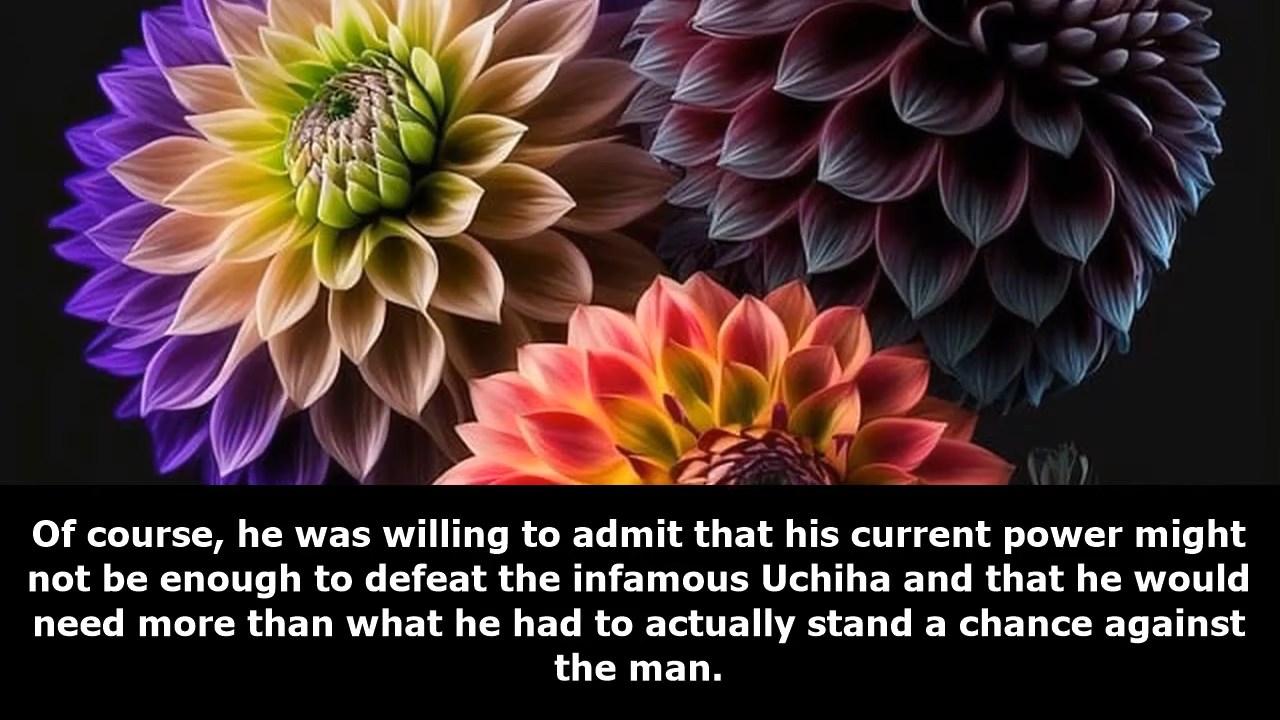 Of course, he was willing to admit that his current power might
not be enough to defeat the infamous Uchiha and that he would
need more than what he had to actually stand a chance against
the man.